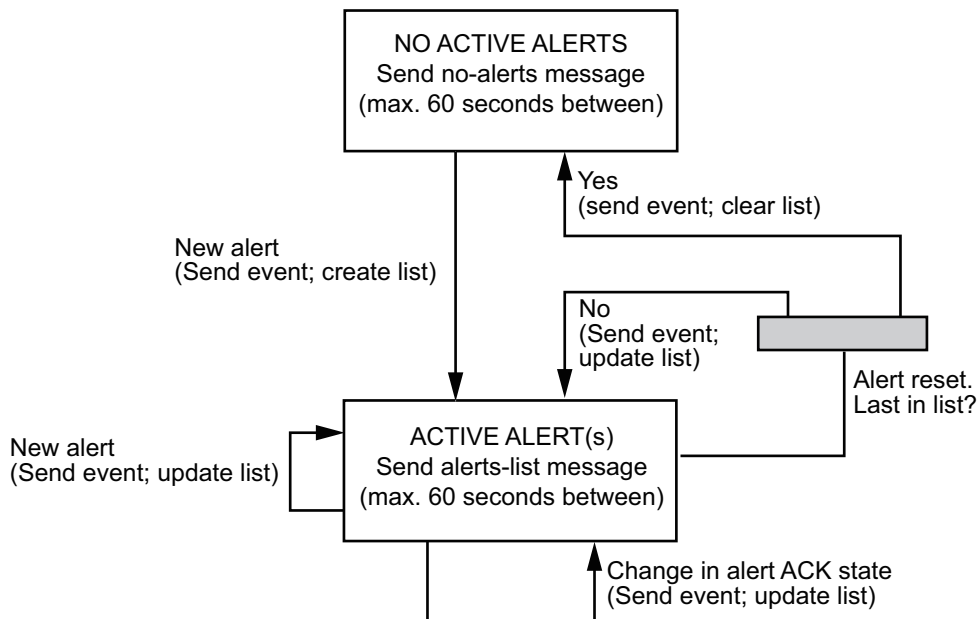 NO ACTIVE ALERTS
Send no-alerts message
(max. 60 seconds between)
Yes
(send event; clear list)
New alert
(Send event; create list)
No
(Send event;
update list)
Alert reset.
Last in list?
New alert
(Send event; update list)
ACTIVE ALERT(s)
Send alerts-list message
(max. 60 seconds between)
Change in alert ACK state
(Send event; update list)